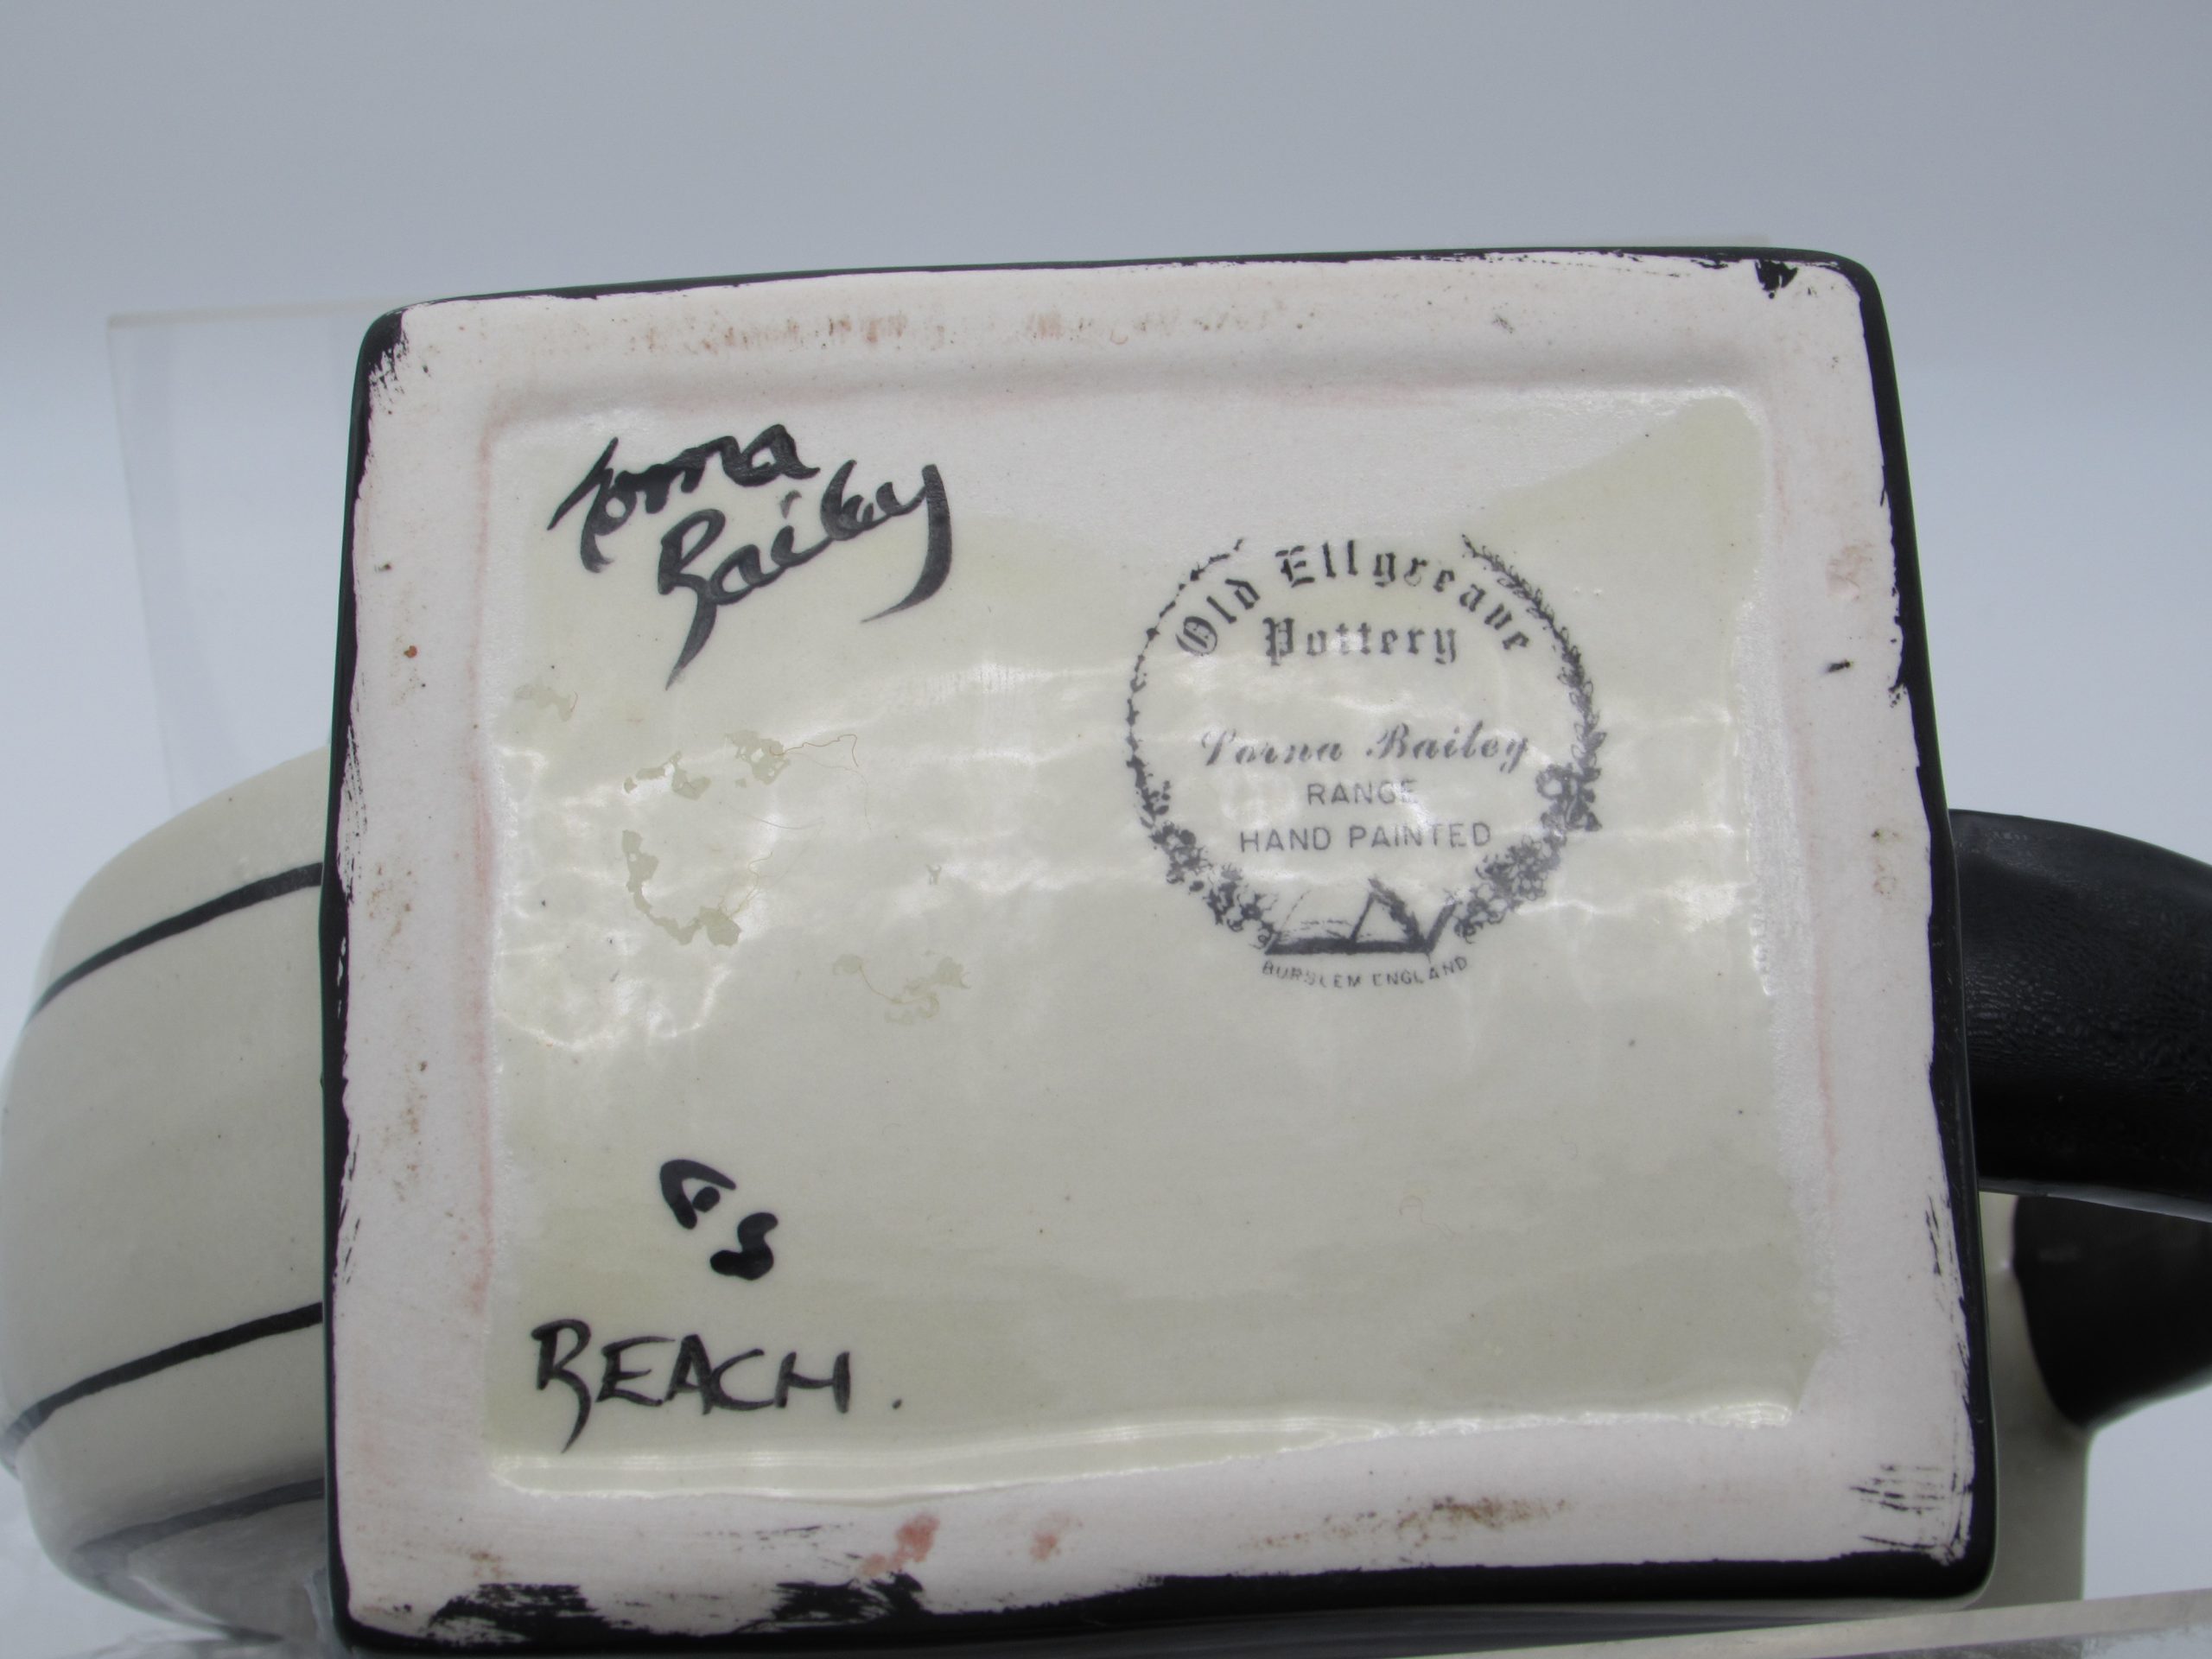 Lorna
Bailey
Old Ellgreave
Pottery
Lorna Bailey
RANGE
HAND PAINTED
BURSLEM ENGLAND
BEACH.